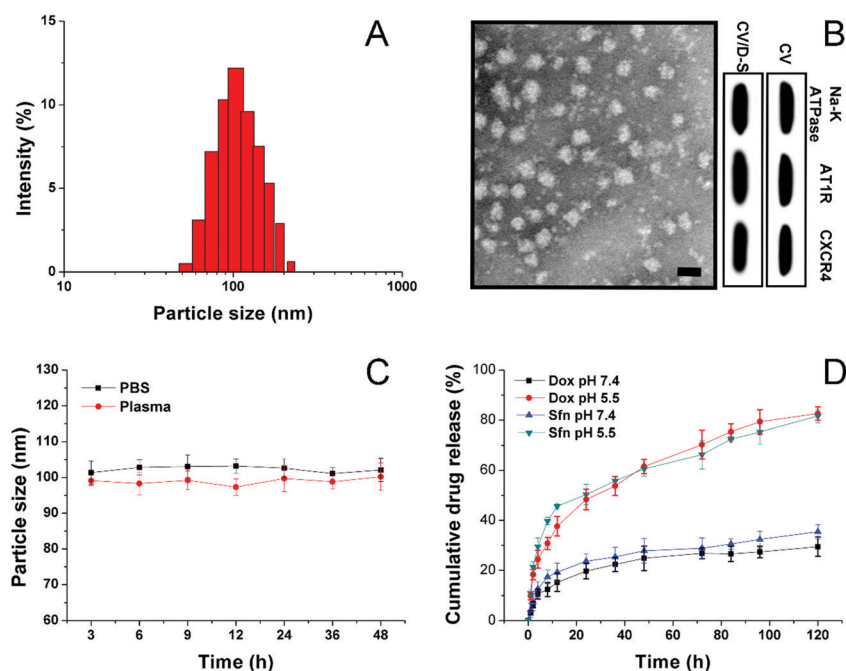 A
15
10
5
0
Intensity (%)
10
100
1000
Particle size (nm)
B
CV/D-S
CV
Na-K
ATPase
AT1R
CXCR4
C
PBS
Plasma
130
120
110
100
90
80
70
60
Particle size (nm)
3
6
9
12
24
36
48
Time (h)
D
Dox pH 7.4
Dox pH 5.5
Sfn pH 7.4
Sfn pH 5.5
100
80
60
40
20
0
Cumulative drug release (%)
0
20
40
60
80
100
120
Time (h)